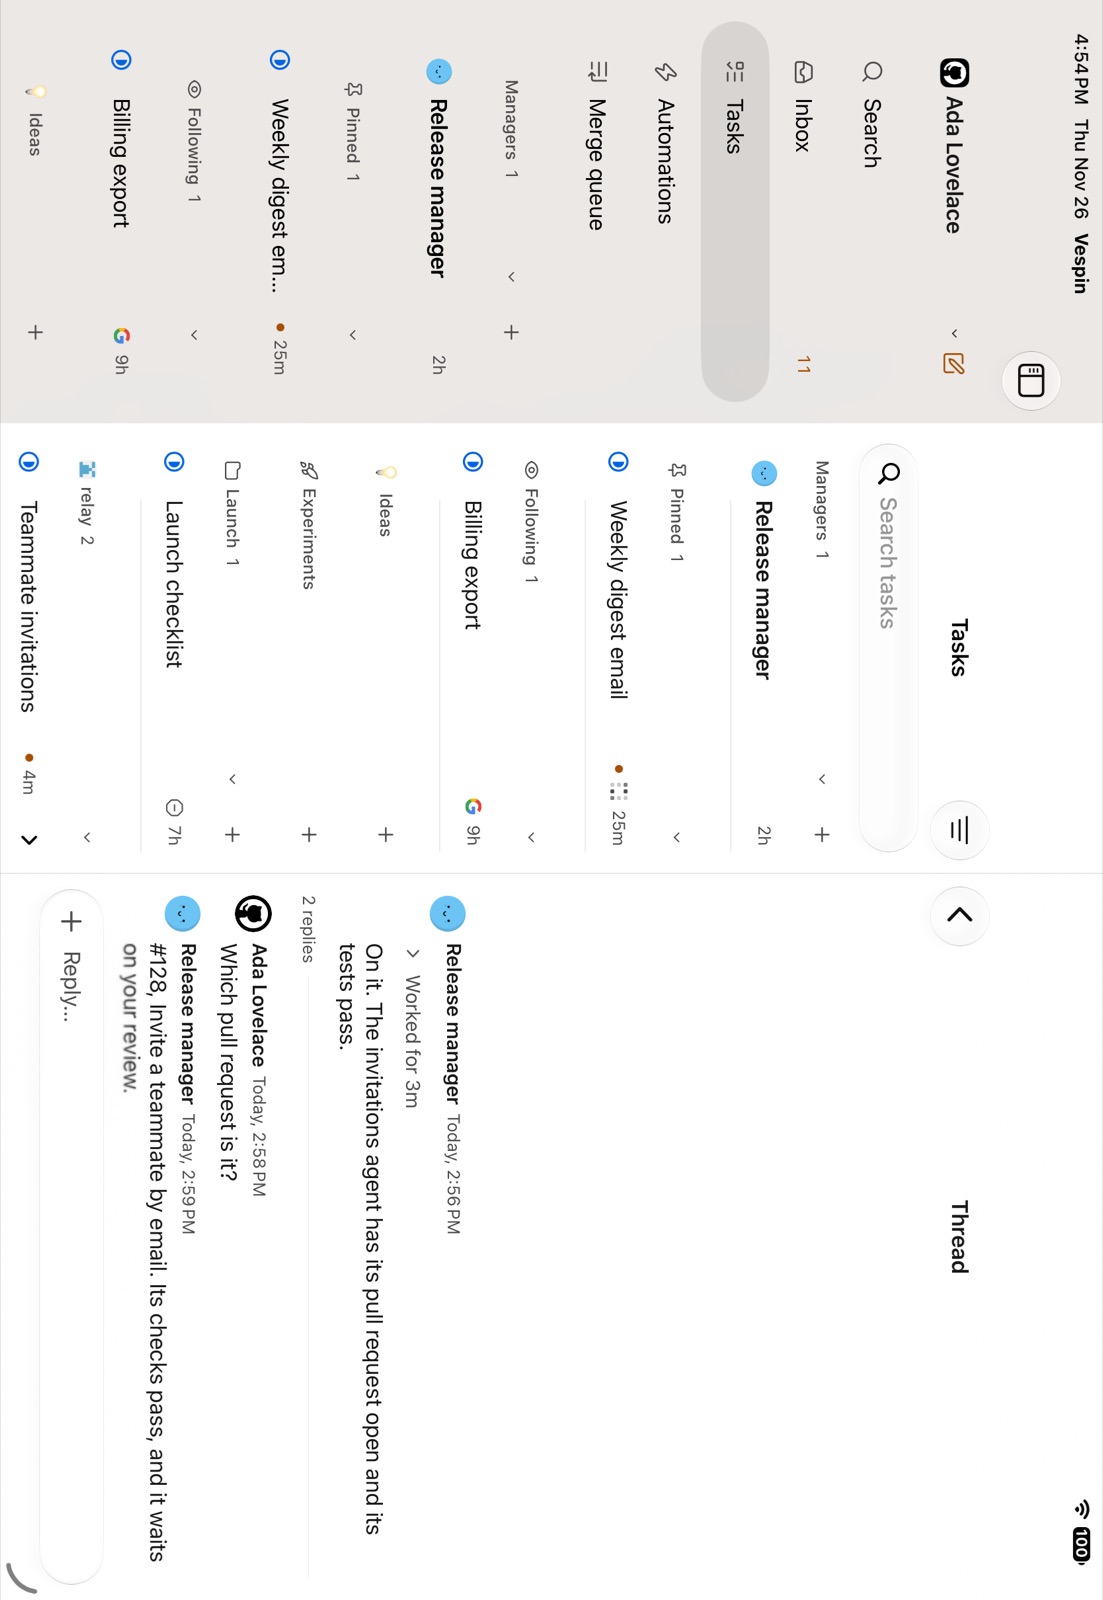 4:54 PM Thu Nov 26 Vespin
100
Ada Lovelace
Search
Inbox 11
Tasks
Automations
Merge queue
Managers 1
Release manager 2h
Pinned 1
Weekly digest em... 25m
Following 1
Billing export 9h
Ideas
Tasks
Search tasks
Managers 1
Release manager 2h
Pinned 1
Weekly digest email 25m
Following 1
Billing export 9h
Ideas
Experiments
Launch 1
Launch checklist 7h
relay 2
Teammate invitations 4m
Thread
Release manager Today, 2:56 PM
Worked for 3m
On it. The invitations agent has its pull request open and its
tests pass.
2 replies
Ada Lovelace Today, 2:58 PM
Which pull request is it?
Release manager Today, 2:59 PM
#128, Invite a teammate by email. Its checks pass, and it waits
on your review.
Reply...